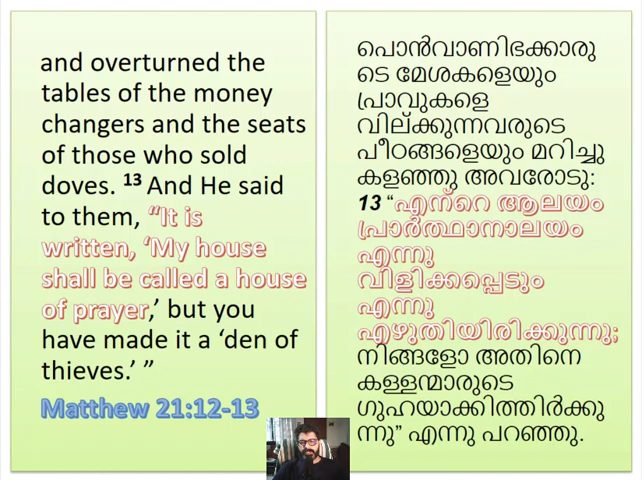 and overturned the
tables of the money
changers and the seats
of those who sold
doves. 13 And He said
to them, “It is
written, ‘My house
shall be called a house
of prayer,’ but you
have made it a ‘den of
thieves.’ ”
Matthew 21:12-13
പൊൻവാണിഭക്കാരു
ടെ മേശകളെയും
പ്രാവുകളെ
വില്ക്കുന്നവരുടെ
പീഠങ്ങളെയും മറിച്ചു
കളഞ്ഞു അവരോടു:
13 “എന്റെ ആലയം
പ്രാർത്ഥനാലയം
എന്നു
വിളിക്കപ്പെടും
എന്നു
എഴുതിയിരിക്കുന്നു;
നിങ്ങളോ അതിനെ
കള്ളന്മാരുടെ
ഗുഹയാക്കിത്തീർക്കു
ന്നു” എന്നു പറഞ്ഞു.